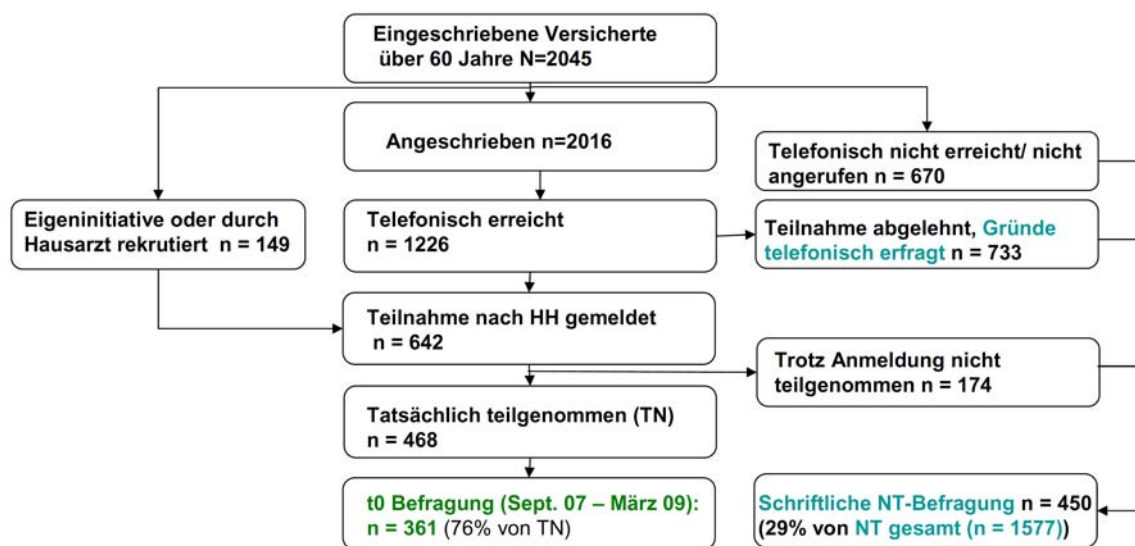 Eingeschriebene Versicherte
über 60 Jahre N=2045
Angeschrieben n=2016
Telefonisch nicht erreicht/ nicht
angerufen n = 670
Eigeninitiative oder durch
Hausarzt rekrutiert n = 149
Telefonisch erreicht
n = 1226
Teilnahme abgelehnt, Gründe
telefonisch erfragt n = 733
Teilnahme nach HH gemeldet
n = 642
Trotz Anmeldung nicht
teilgenommen n = 174
Tatsächlich teilgenommen (TN)
n = 468
t0 Befragung (Sept. 07 – März 09):
n = 361 (76% von TN)
Schriftliche NT-Befragung n = 450
(29% von NT gesamt (n = 1577))